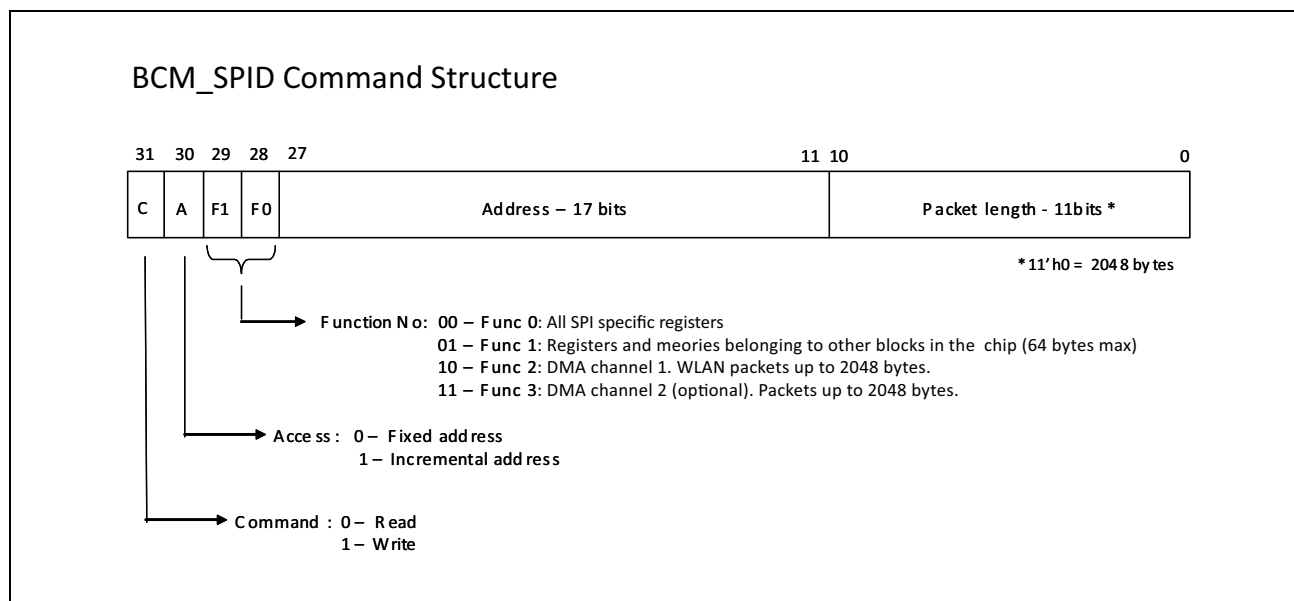 BCM_SPID Command Structure
31 30 29 28 27 11 10 0
C A F1 F0 Address – 17 bits Packet length - 11bits *
*11'h0 = 2048 bytes
Function No: 00 – Func 0: All SPI specific registers
01 – Func 1: Registers and meories belonging to other blocks in the chip (64 bytes max)
10 – Func 2: DMA channel 1. WLAN packets up to 2048 bytes.
11 – Func 3: DMA channel 2 (optional). Packets up to 2048 bytes.
Access : 0 – Fixed address
1 – Incremental address
Command : 0 – Read
1 – Write